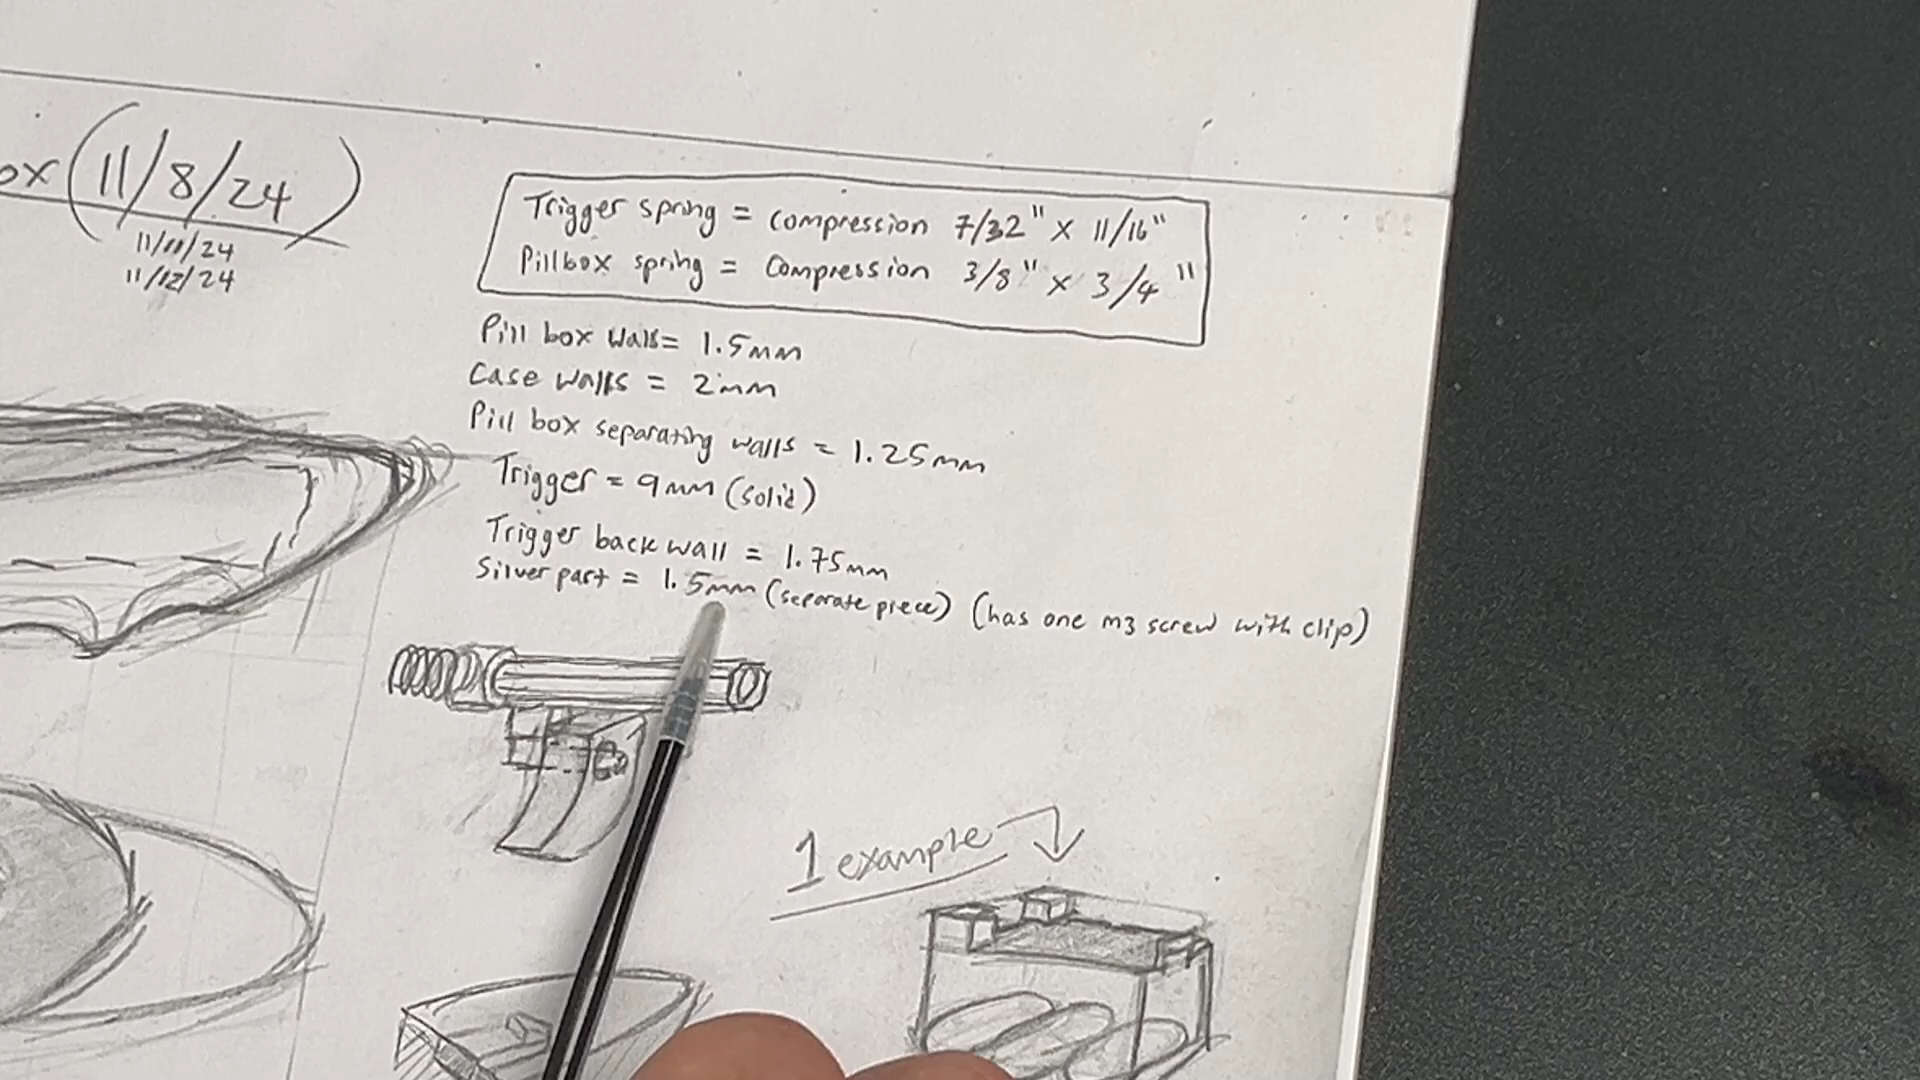 ox (11/8/24)
11/11/24
11/12/24
Trigger spring = compression 7/32" x 11/16"
Pillbox spring = Compression 3/8" x 3/4"
Pill box walls = 1.5mm
Case walls = 2mm
Pill box separating walls = 1.25mm
Trigger = 9mm (solid)
Trigger back wall = 1.75mm
Silver part = 1.5mm (separate piece) (has one m3 screw with clip)
1 example